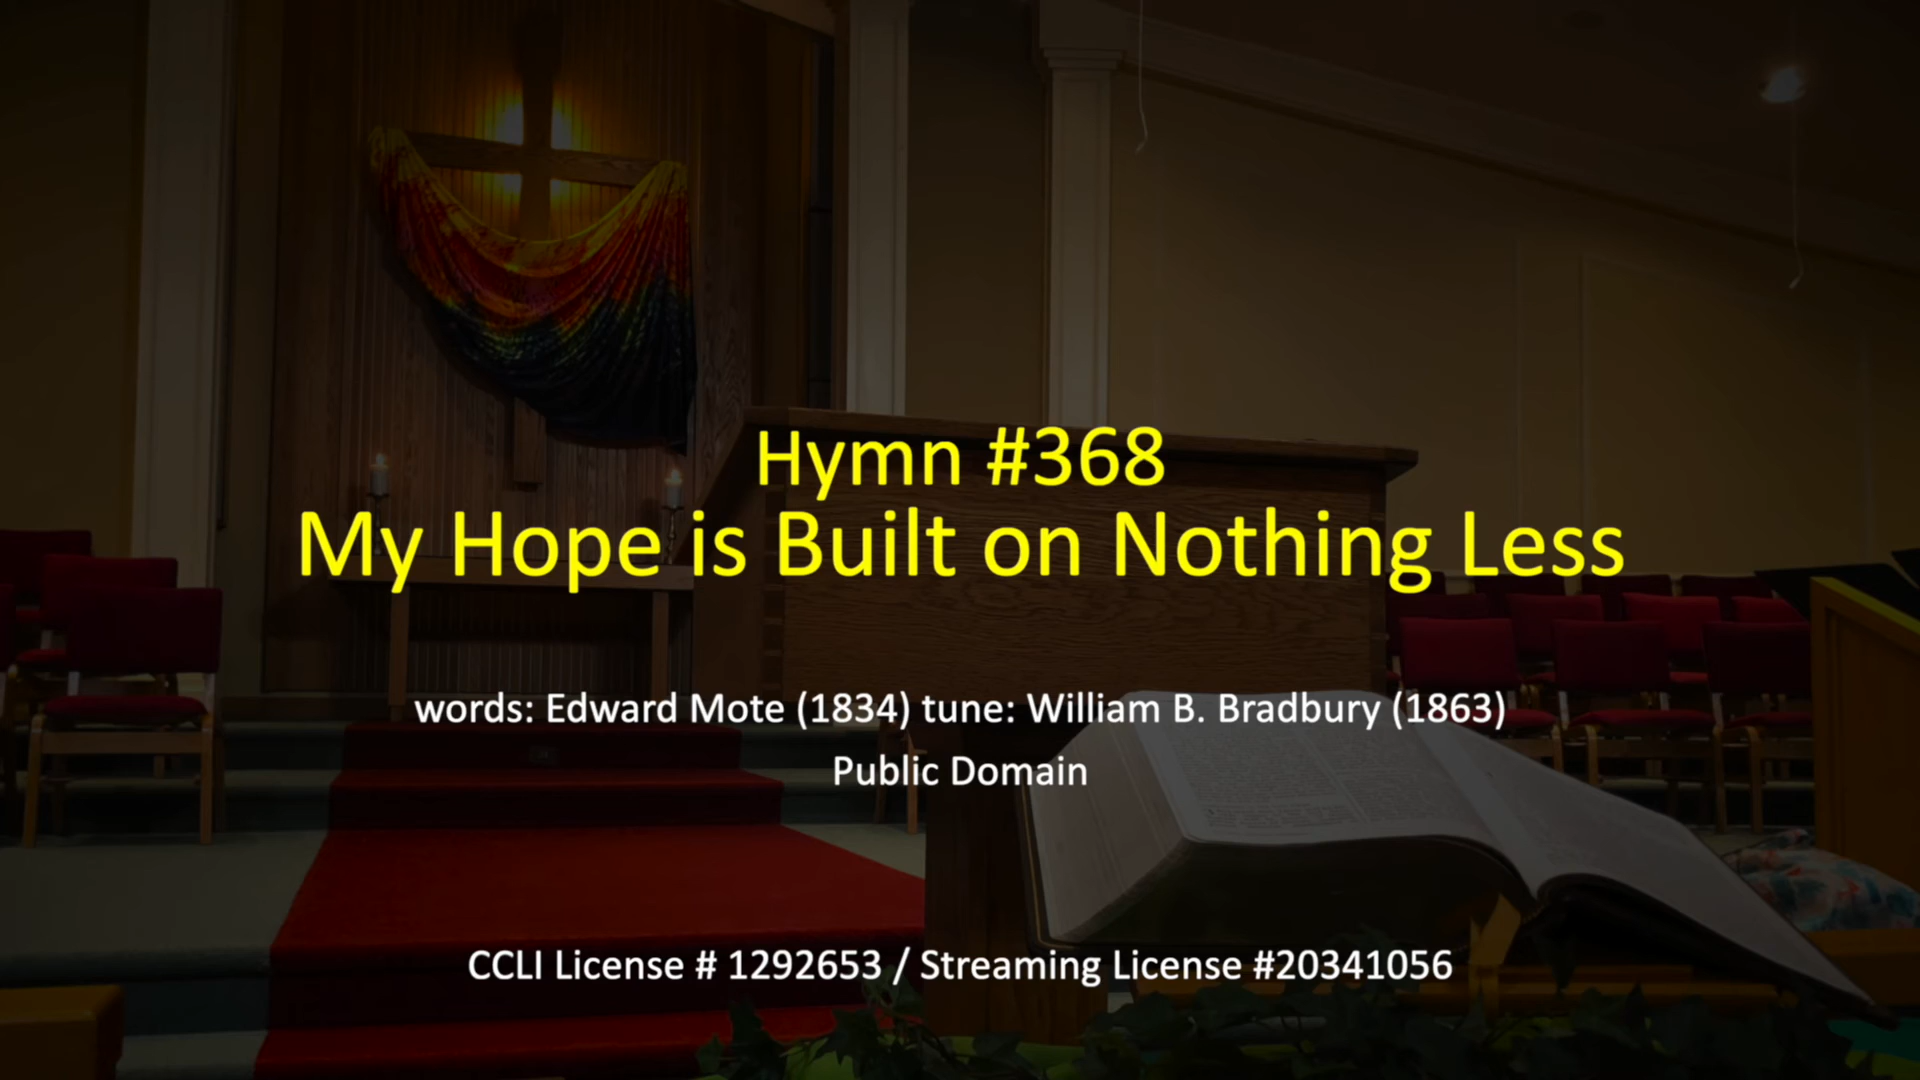 Hymn #368
My Hope is Built on Nothing Less
words: Edward Mote (1834) tune: William B. Bradbury (1863)
Public Domain
CCLI License # 1292653 / Streaming License #20341056